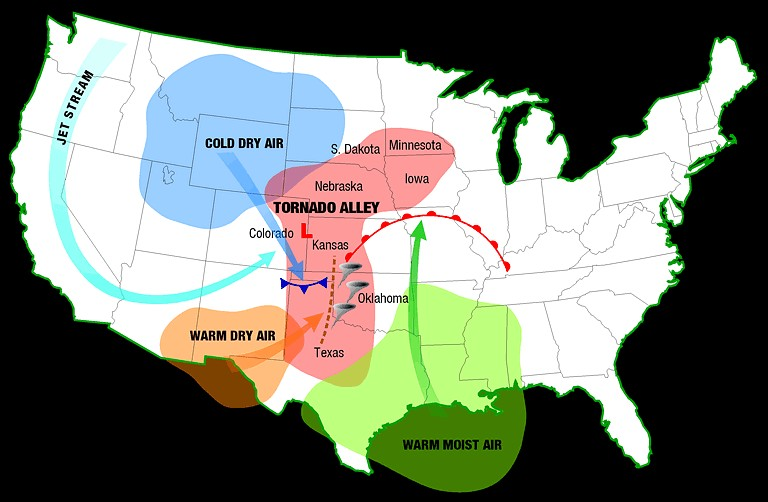 JET STREAM
COLD DRY AIR
S. Dakota
Minnesota
Nebraska
Iowa
TORNADO ALLEY
Colorado
L
Kansas
Oklahoma
WARM DRY AIR
Texas
WARM MOIST AIR